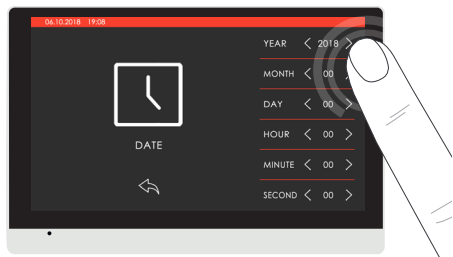 06.10.2018 19:08
YEAR < 2018 >
MONTH < 00 >
DAY < 00 >
HOUR < 00 >
MINUTE < 00 >
SECOND < 00 >
DATE